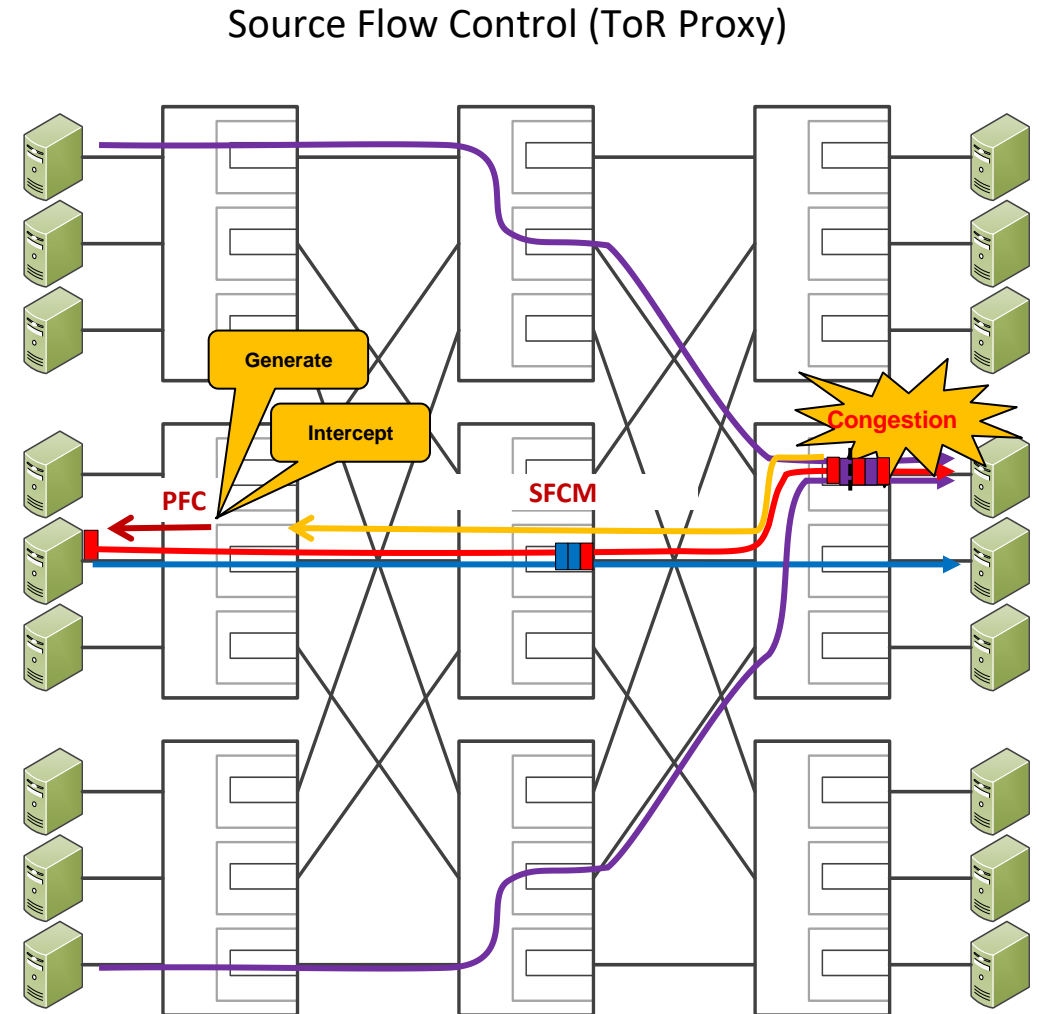 Source Flow Control (ToR Proxy)
Generate
Intercept
Congestion
PFC
SFCM